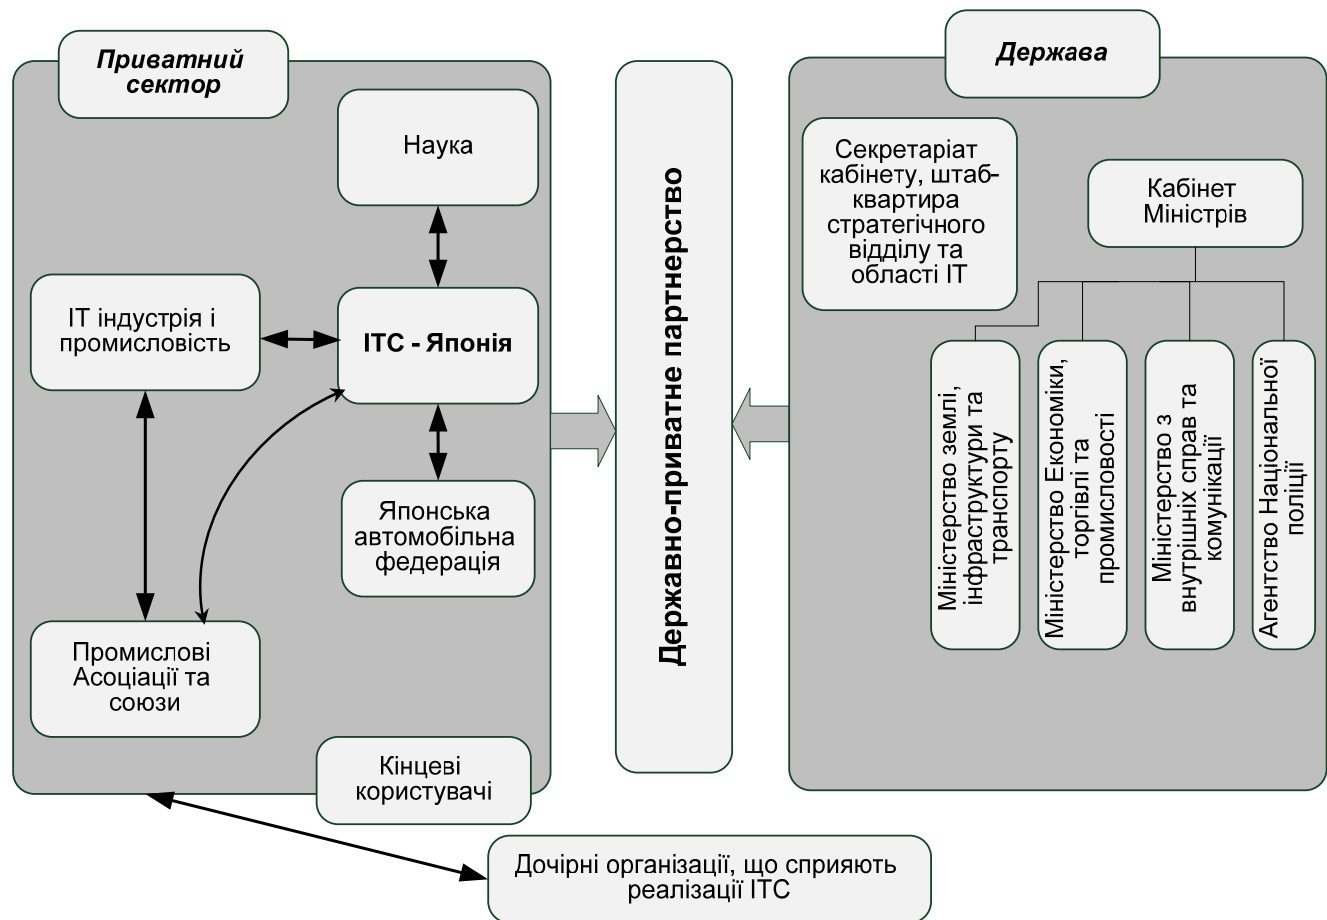 Приватний
сектор
Наука
ІТ індустрія і
промисловість
ІТС - Японія
Японська
автомобільна
федерація
Промислові
Асоціації та
союзи
Кінцеві
користувачі
Державно-приватне партнерство
Держава
Секретаріат
кабінету, штаб-
квартира
стратегічного
відділу та
області ІТ
Кабінет
Міністрів
Міністерство землі,
інфраструктури та
транспорту
Міністерство Економіки,
торгівлі та
промисловості
Міністерство з
внутрішніх справ та
комунікації
Агентство Національної
поліції
Дочірні організації, що сприяють
реалізації ІТС